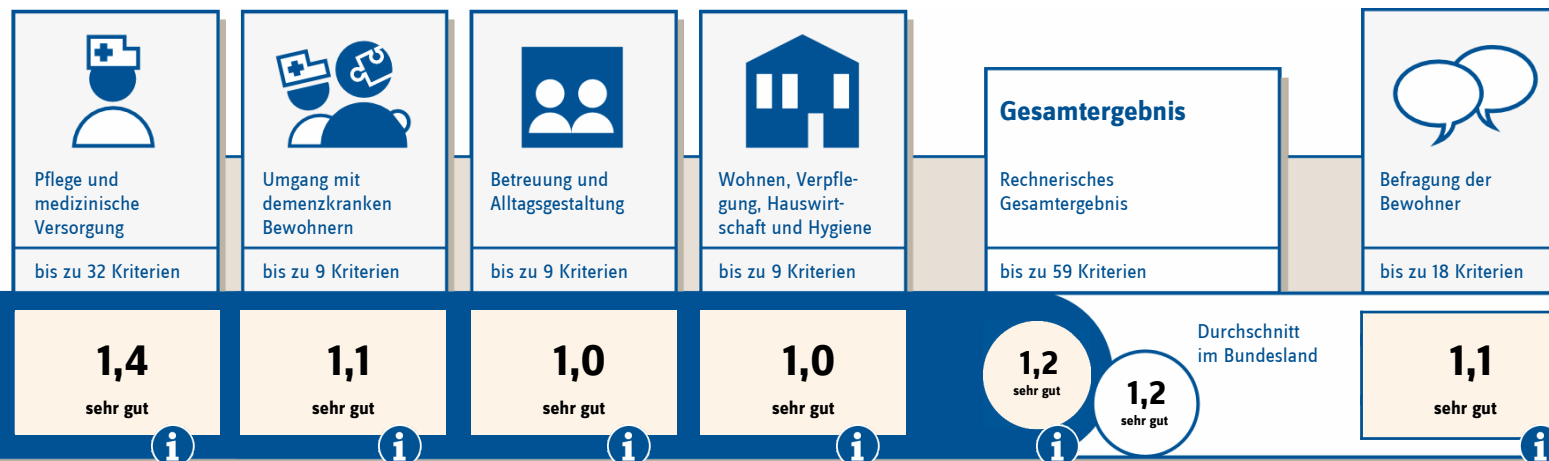 Pflege und
medizinische
Versorgung
bis zu 32 Kriterien
1,4
sehr gut
Umgang mit
demenzkranken
Bewohnern
bis zu 9 Kriterien
1,1
sehr gut
Betreuung und
Alltagsgestaltung
bis zu 9 Kriterien
1,0
sehr gut
Wohnen, Verpfle-
gung, Hauswirt-
schaft und Hygiene
bis zu 9 Kriterien
1,0
sehr gut
Gesamtergebnis
Rechnerisches
Gesamtergebnis
bis zu 59 Kriterien
1,2
sehr gut
1,2
sehr gut
Durchschnitt
im Bundesland
Befragung der
Bewohner
bis zu 18 Kriterien
1,1
sehr gut